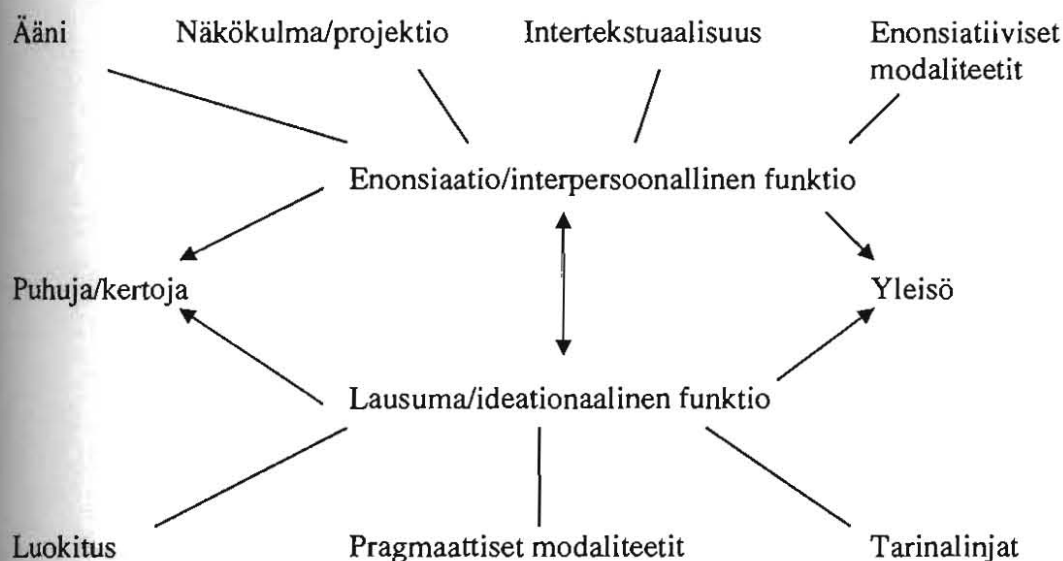 Ääni Näkökulma/projektio Intertekstuaalisuus Enonsiatiiviset
modaliteetit
Enonsiaatio/interpersoonallinen funktio
Puhuja/kertoja Yleisö
Lausuma/ideationaalinen funktio
Luokitus Pragmaattiset modaliteetit Tarinalinjat